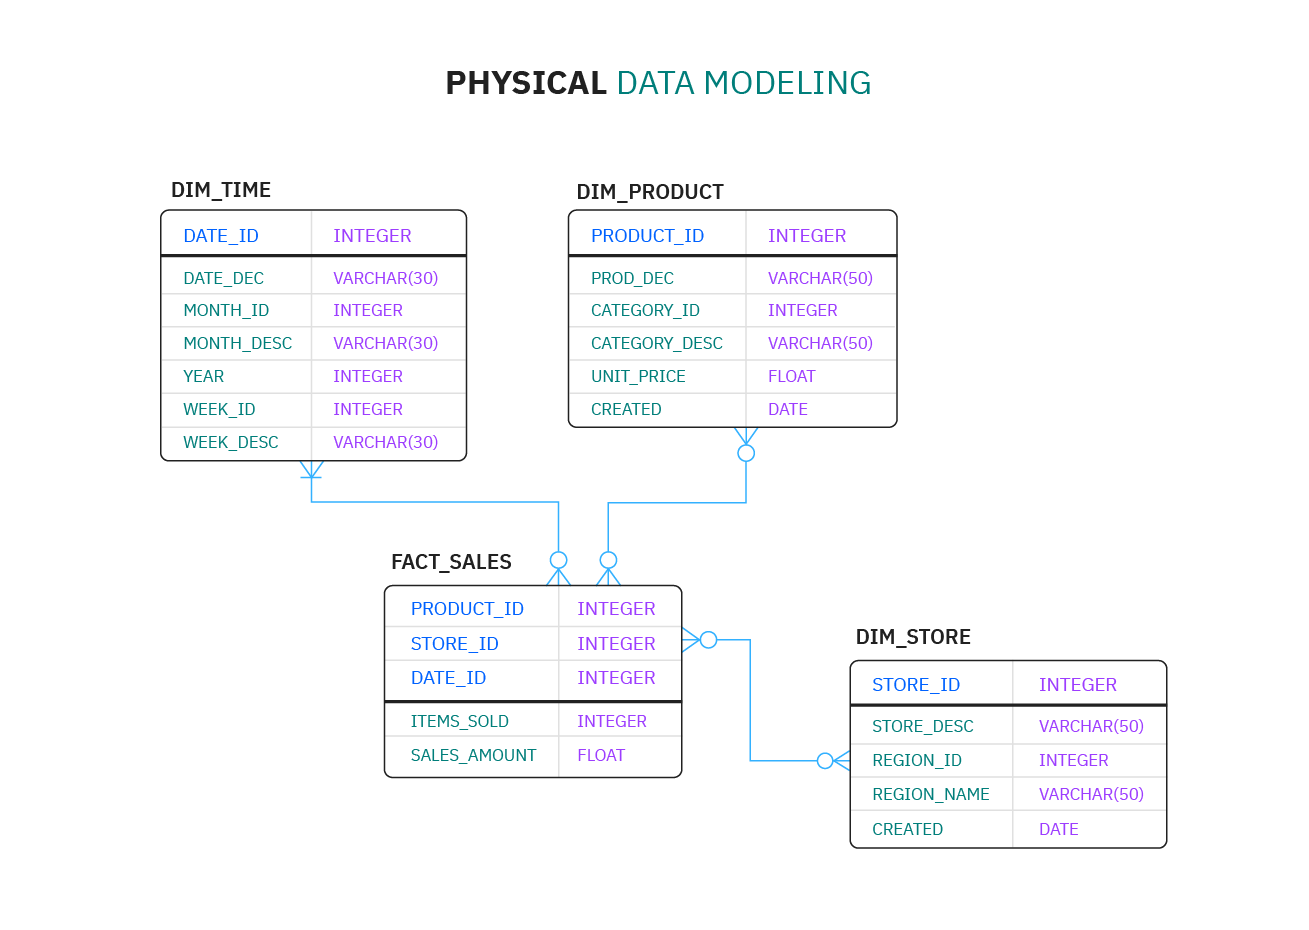 PHYSICAL DATA MODELING
DIM_TIME
DATE_ID INTEGER
DATE_DEC VARCHAR(30)
MONTH_ID INTEGER
MONTH_DESC VARCHAR(30)
YEAR INTEGER
WEEK_ID INTEGER
WEEK_DESC VARCHAR(30)
DIM_PRODUCT
PRODUCT_ID INTEGER
PROD_DEC VARCHAR(50)
CATEGORY_ID INTEGER
CATEGORY_DESC VARCHAR(50)
UNIT_PRICE FLOAT
CREATED DATE
FACT_SALES
PRODUCT_ID INTEGER
STORE_ID INTEGER
DATE_ID INTEGER
ITEMS_SOLD INTEGER
SALES_AMOUNT FLOAT
DIM_STORE
STORE_ID INTEGER
STORE_DESC VARCHAR(50)
REGION_ID INTEGER
REGION_NAME VARCHAR(50)
CREATED DATE